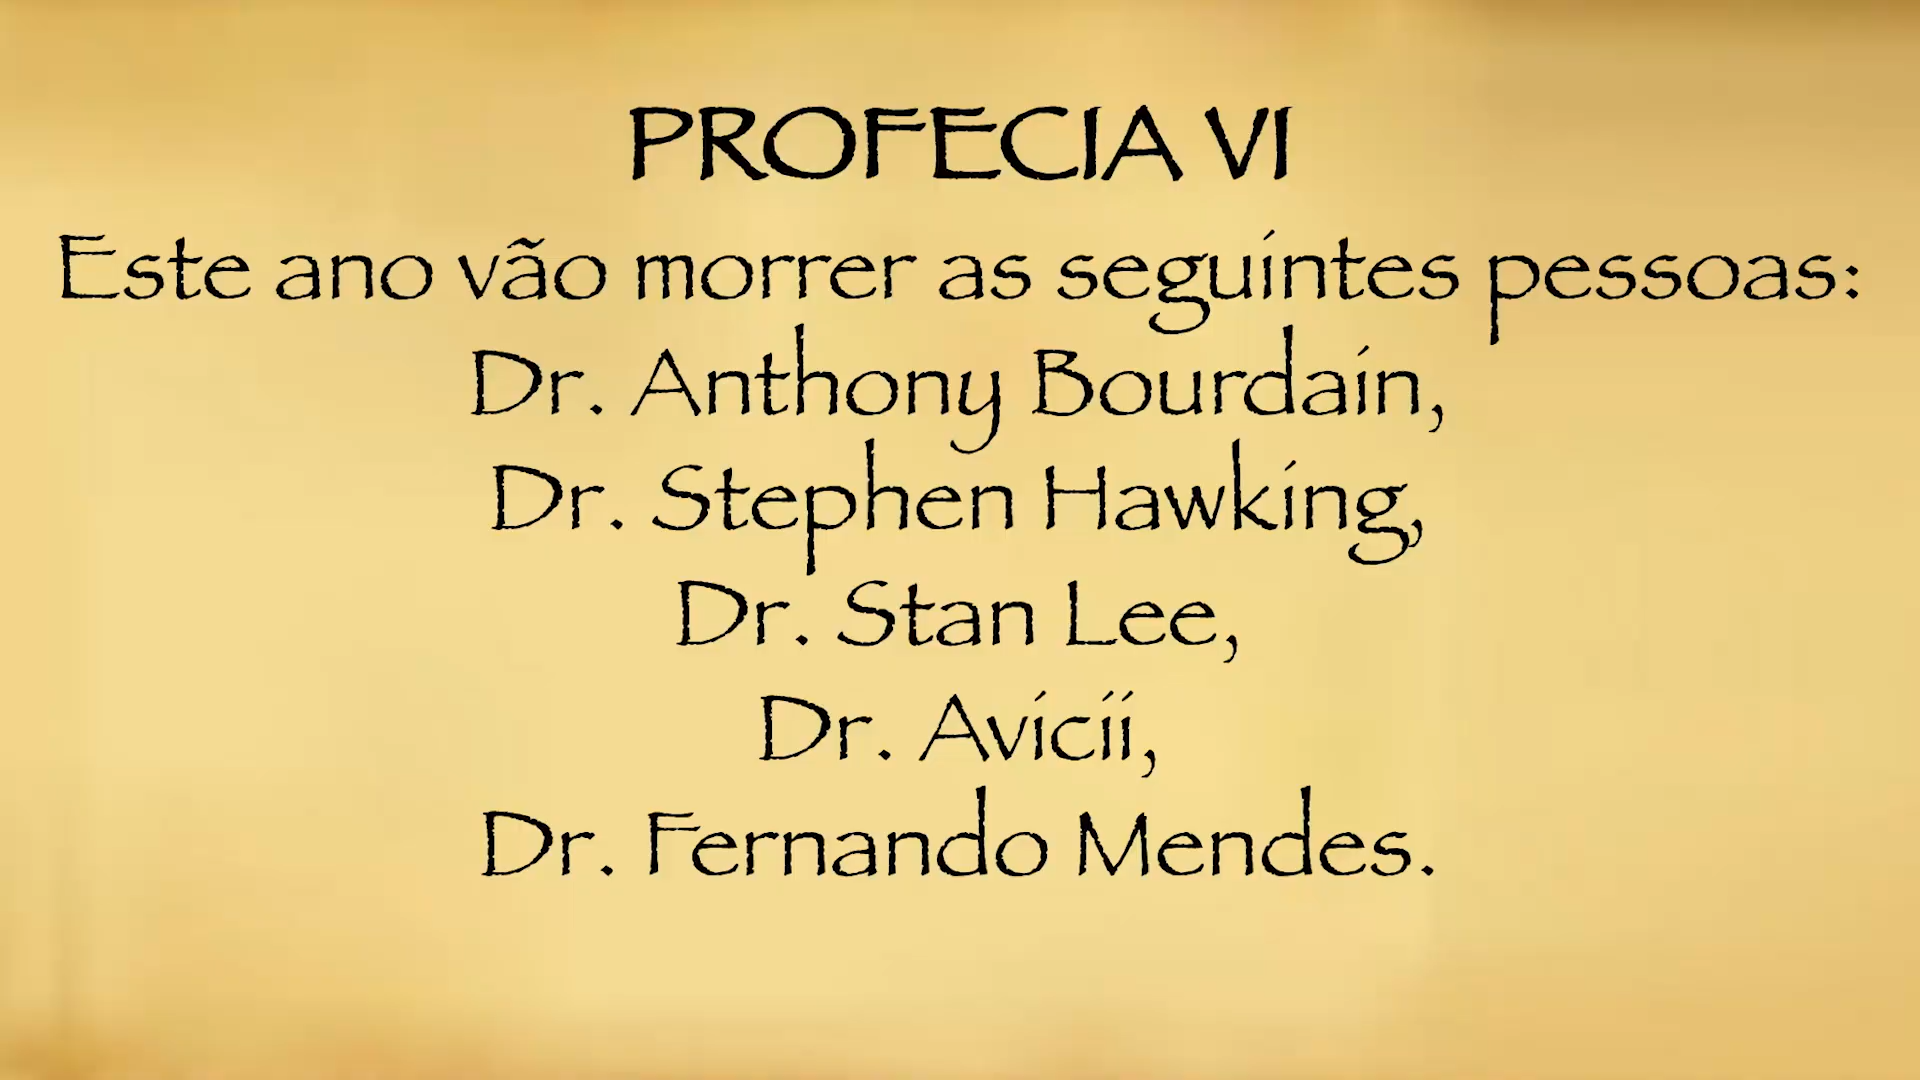 PROFECIA VI
Este ano vão morrer as seguintes pessoas:
Dr. Anthony Bourdain,
Dr. Stephen Hawking,
Dr. Stan Lee,
Dr. Avicii,
Dr. Fernando Mendes.